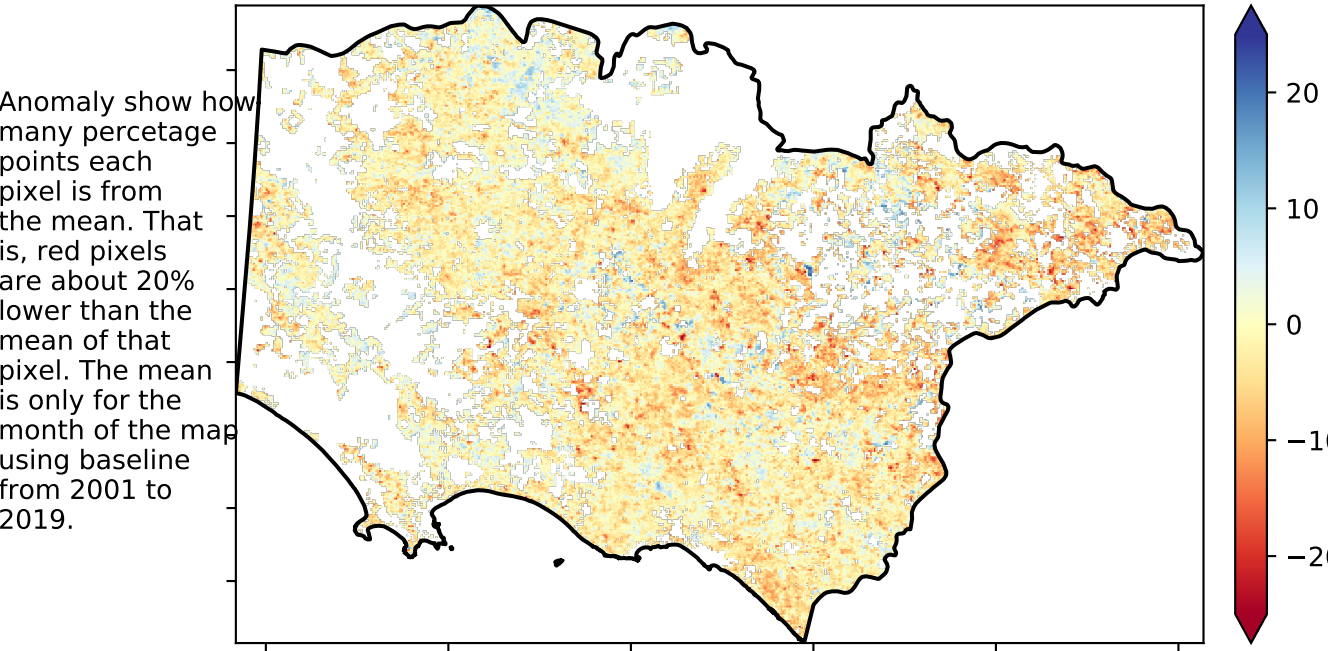 Anomaly show how
many percetage
points each
pixel is from
the mean. That
is, red pixels
are about 20%
lower than the
mean of that
pixel. The mean
is only for the
month of the map
using baseline
from 2001 to
2019.
20
10
0
−10
−20